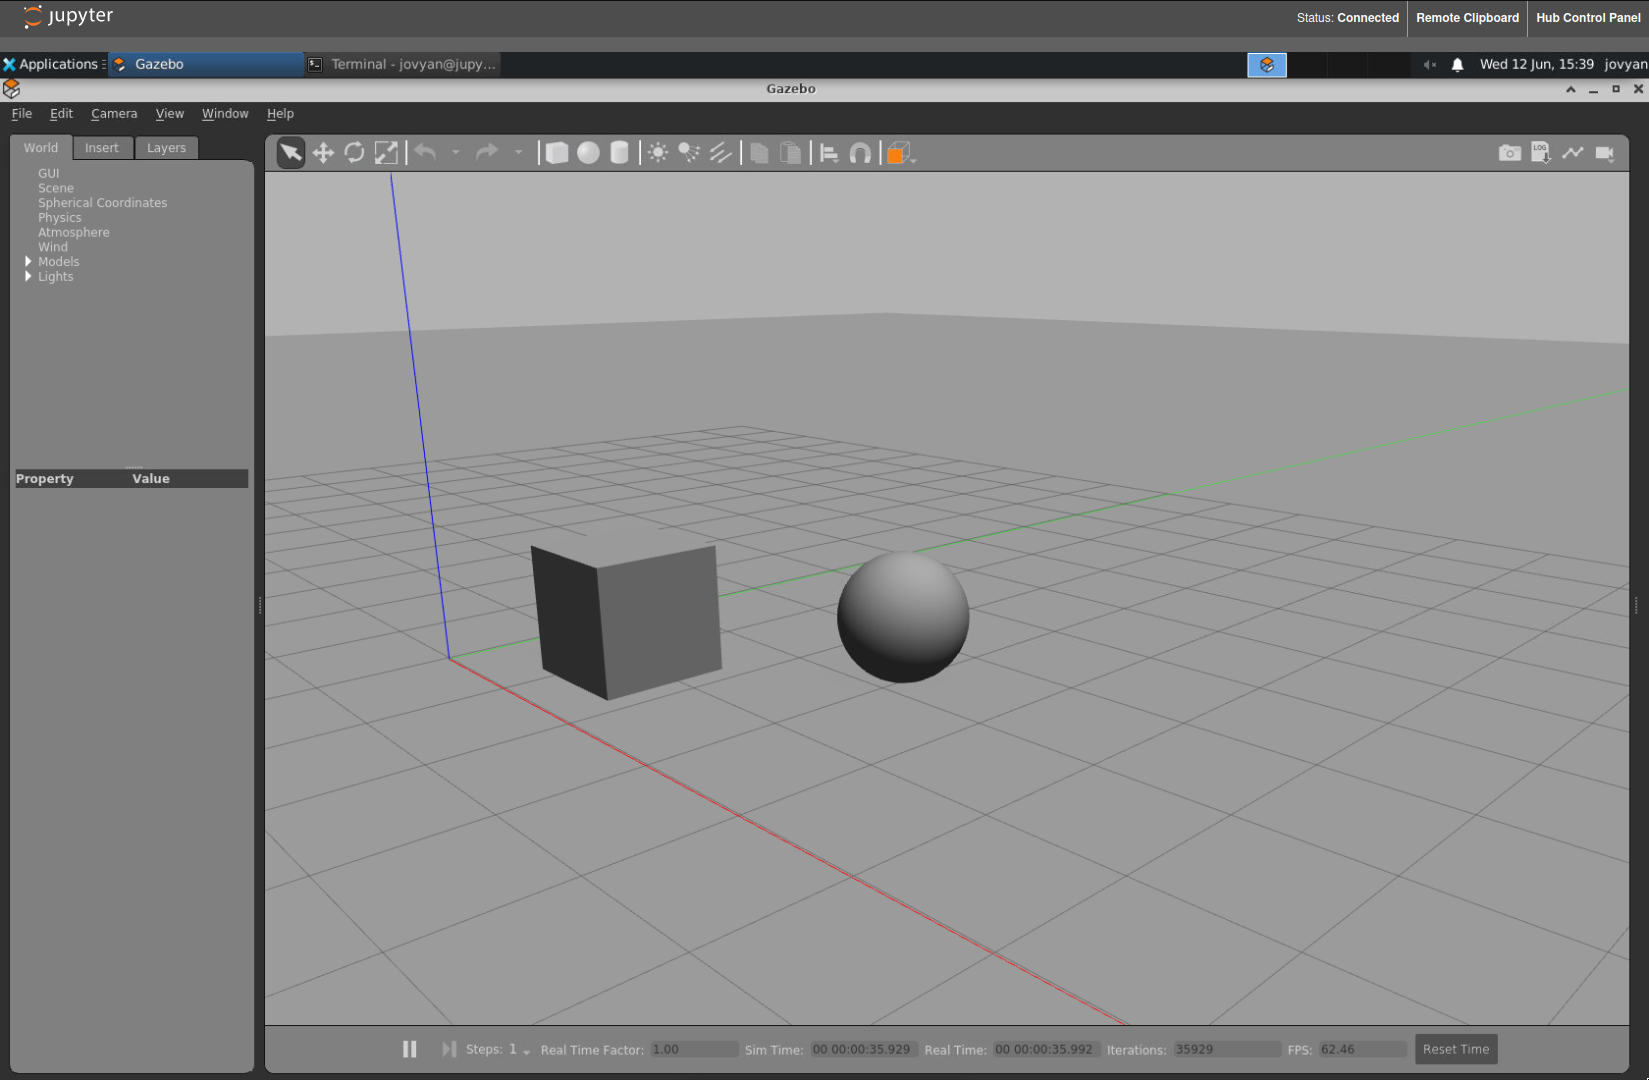 jupyter
Status: Connected
Remote Clipboard
Hub Control Panel
Applications
Gazebo
Terminal - jovyan@jupy...
Wed 12 Jun, 15:39
jovyan
Gazebo
File Edit Camera View Window Help
World Insert Layers
LOG
GUI
Scene
Spherical Coordinates
Physics
Atmosphere
Wind
Models
Lights
Property Value
Steps: 1 Real Time Factor: 1.00 Sim Time: 00 00:00:35.929 Real Time: 00 00:00:35.992 Iterations: 35929 FPS: 62.46 Reset Time